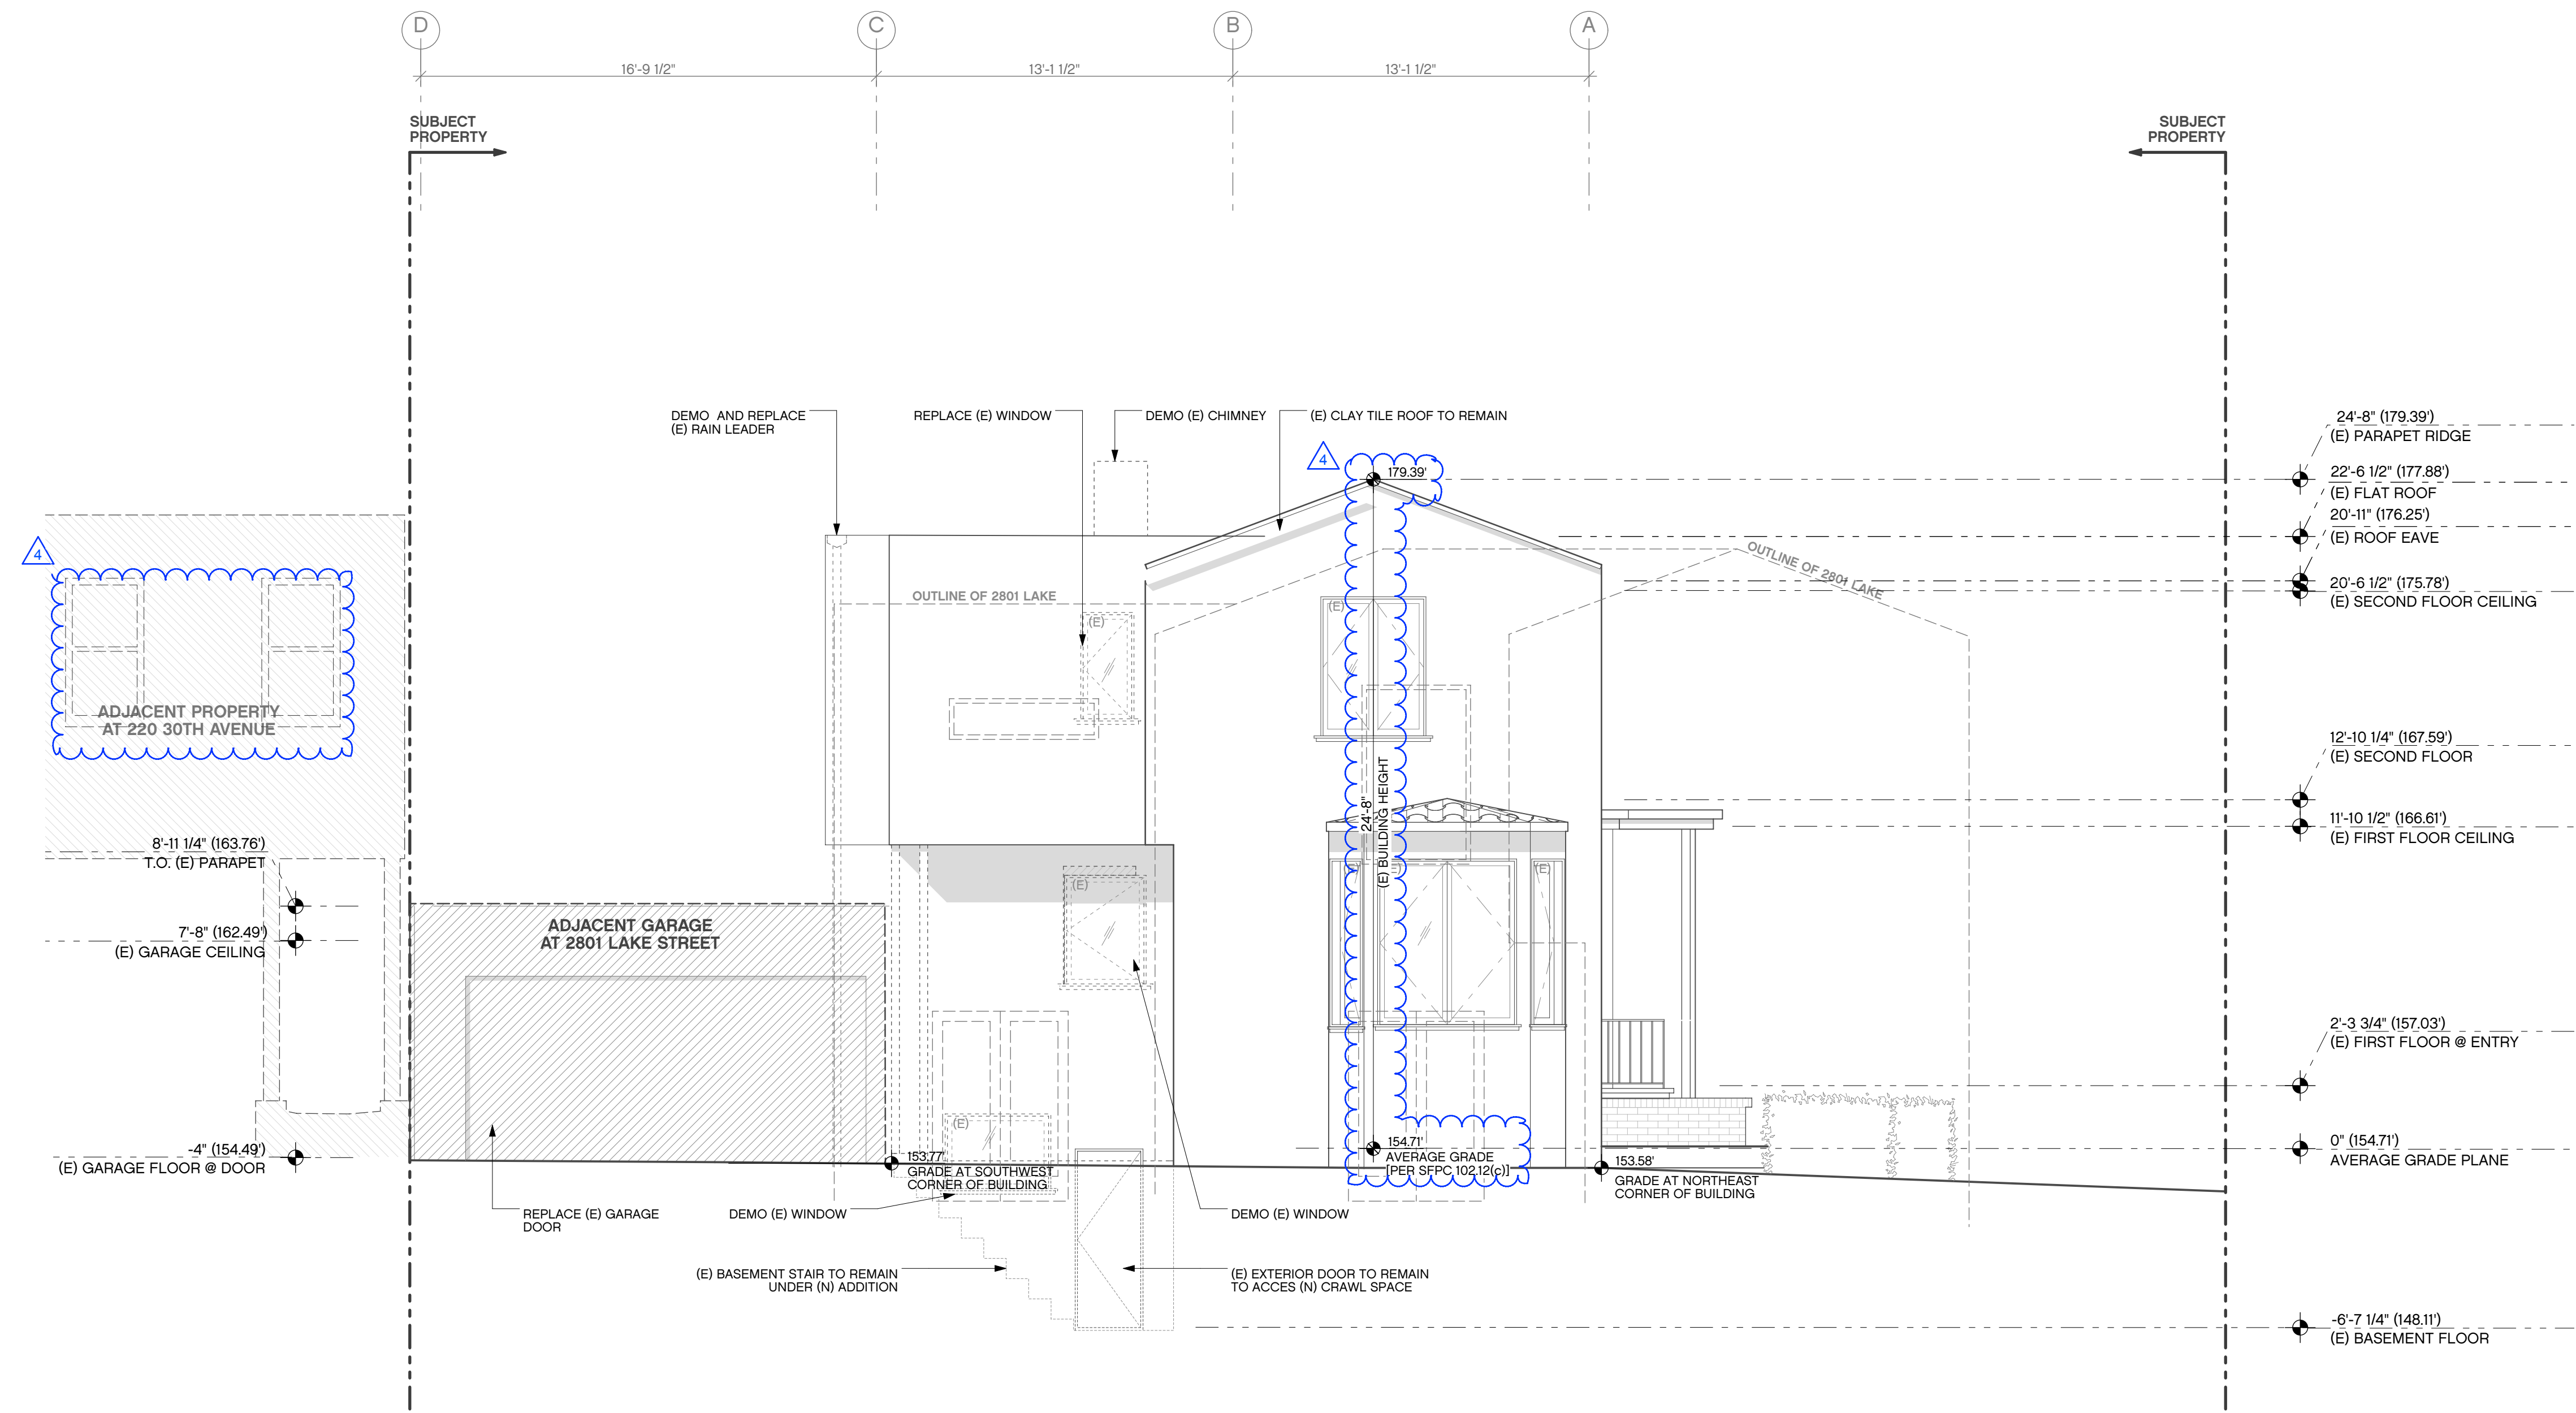 D
C
B
A
16'-9 1/2"
13'-1 1/2"
13'-1 1/2"
SUBJECT
PROPERTY
SUBJECT
PROPERTY
DEMO AND REPLACE
(E) RAIN LEADER
REPLACE (E) WINDOW
DEMO (E) CHIMNEY
(E) CLAY TILE ROOF TO REMAIN
4
179.39'
24'-8" (179.39')
(E) PARAPET RIDGE
22'-6 1/2" (177.88')
(E) FLAT ROOF
20'-11" (176.25')
(E) ROOF EAVE
20'-6 1/2" (175.78')
(E) SECOND FLOOR CEILING
4
OUTLINE OF 2801 LAKE
OUTLINE OF 2801 LAKE
(E)
(E)
ADJACENT PROPERTY
AT 220 30TH AVENUE
12'-10 1/4" (167.59')
(E) SECOND FLOOR
11'-10 1/2" (166.61')
(E) FIRST FLOOR CEILING
24'-8"
(E) BUILDING HEIGHT
8'-11 1/4" (163.76')
T.O. (E) PARAPET
(E)
(E)
(E)
(E)
ADJACENT GARAGE
AT 2801 LAKE STREET
7'-8" (162.49')
(E) GARAGE CEILING
2'-3 3/4" (157.03')
(E) FIRST FLOOR @ ENTRY
(E)
-4" (154.49')
(E) GARAGE FLOOR @ DOOR
153.77'
GRADE AT SOUTHWEST
CORNER OF BUILDING
154.71'
AVERAGE GRADE
[PER SFPC 102.12(c)]
153.58'
GRADE AT NORTHEAST
CORNER OF BUILDING
0" (154.71')
AVERAGE GRADE PLANE
REPLACE (E) GARAGE
DOOR
DEMO (E) WINDOW
DEMO (E) WINDOW
(E) BASEMENT STAIR TO REMAIN
UNDER (N) ADDITION
(E) EXTERIOR DOOR TO REMAIN
TO ACCES (N) CRAWL SPACE
-6'-7 1/4" (148.11')
(E) BASEMENT FLOOR